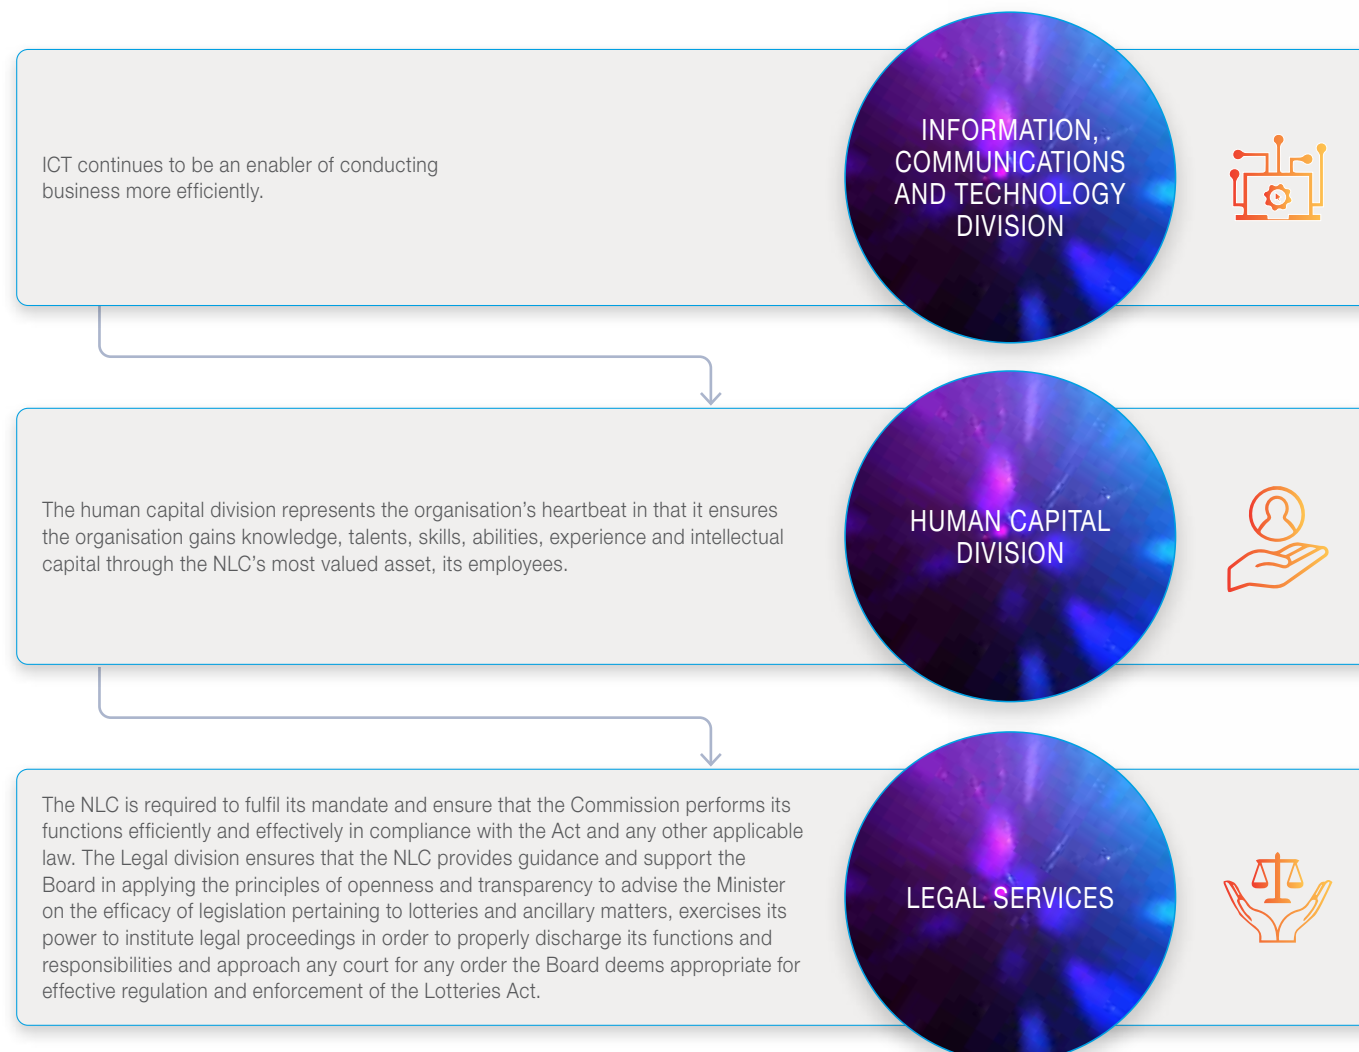 ICT continues to be an enabler of conducting
business more efficiently.
INFORMATION,
COMMUNICATIONS
AND TECHNOLOGY
DIVISION
The human capital division represents the organisation’s heartbeat in that it ensures
the organisation gains knowledge, talents, skills, abilities, experience and intellectual
capital through the NLC’s most valued asset, its employees.
HUMAN CAPITAL
DIVISION
The NLC is required to fulfil its mandate and ensure that the Commission performs its
functions efficiently and effectively in compliance with the Act and any other applicable
law. The Legal division ensures that the NLC provides guidance and support the
Board in applying the principles of openness and transparency to advise the Minister
on the efficacy of legislation pertaining to lotteries and ancillary matters, exercises its
power to institute legal proceedings in order to properly discharge its functions and
responsibilities and approach any court for any order the Board deems appropriate for
effective regulation and enforcement of the Lotteries Act.
LEGAL SERVICES